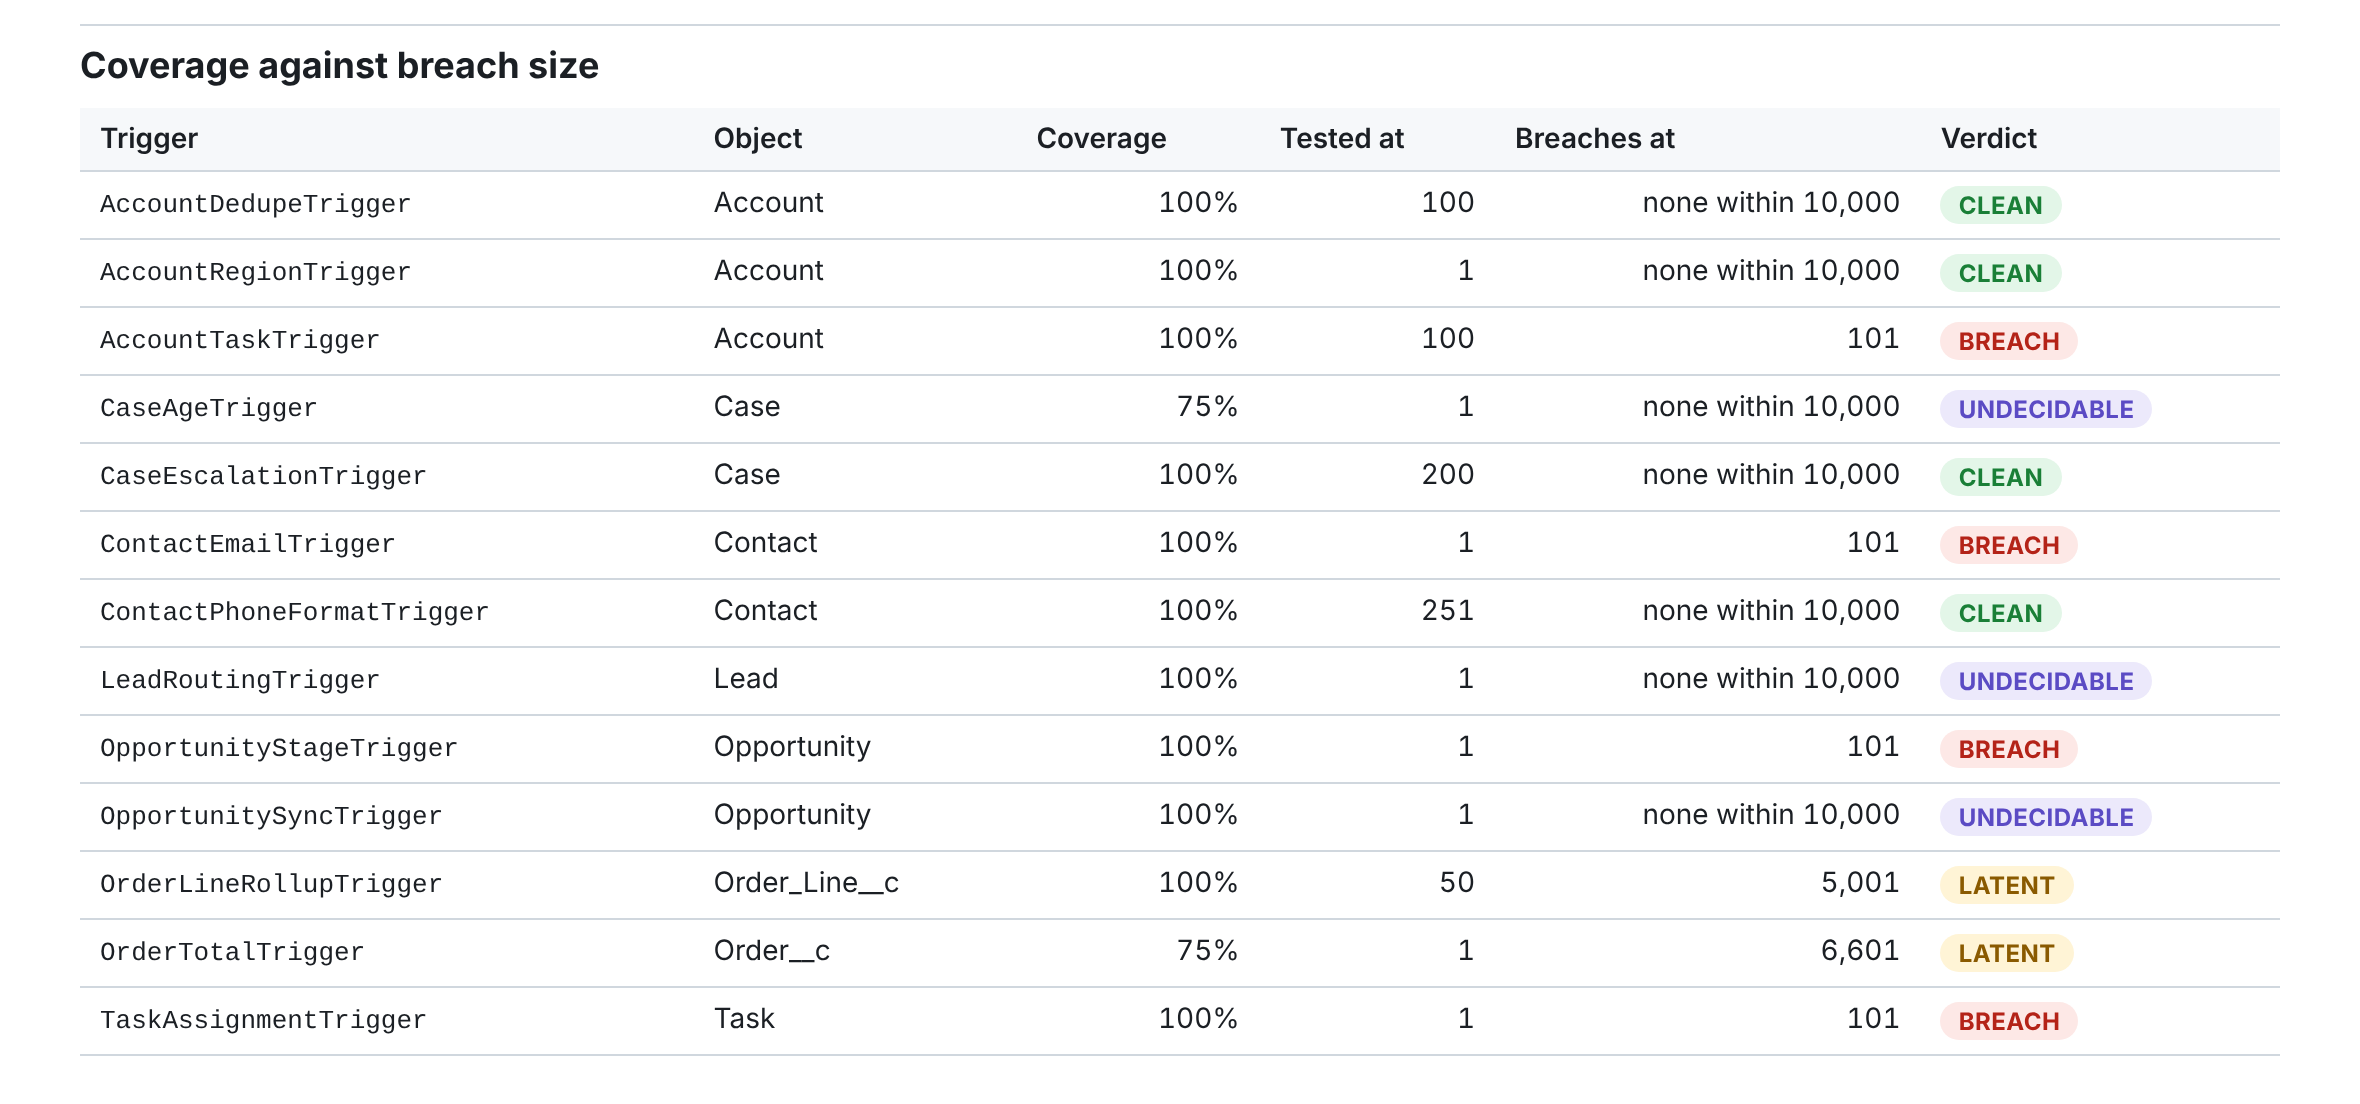 Coverage against breach size
Trigger Object Coverage Tested at Breaches at Verdict
AccountDedupeTrigger Account 100% 100 none within 10,000 CLEAN
AccountRegionTrigger Account 100% 1 none within 10,000 CLEAN
AccountTaskTrigger Account 100% 100 101 BREACH
CaseAgeTrigger Case 75% 1 none within 10,000 UNDECIDABLE
CaseEscalationTrigger Case 100% 200 none within 10,000 CLEAN
ContactEmailTrigger Contact 100% 1 101 BREACH
ContactPhoneFormatTrigger Contact 100% 251 none within 10,000 CLEAN
LeadRoutingTrigger Lead 100% 1 none within 10,000 UNDECIDABLE
OpportunityStageTrigger Opportunity 100% 1 101 BREACH
OpportunitySyncTrigger Opportunity 100% 1 none within 10,000 UNDECIDABLE
OrderLineRollupTrigger Order_Line__c 100% 50 5,001 LATENT
OrderTotalTrigger Order__c 75% 1 6,601 LATENT
TaskAssignmentTrigger Task 100% 1 101 BREACH